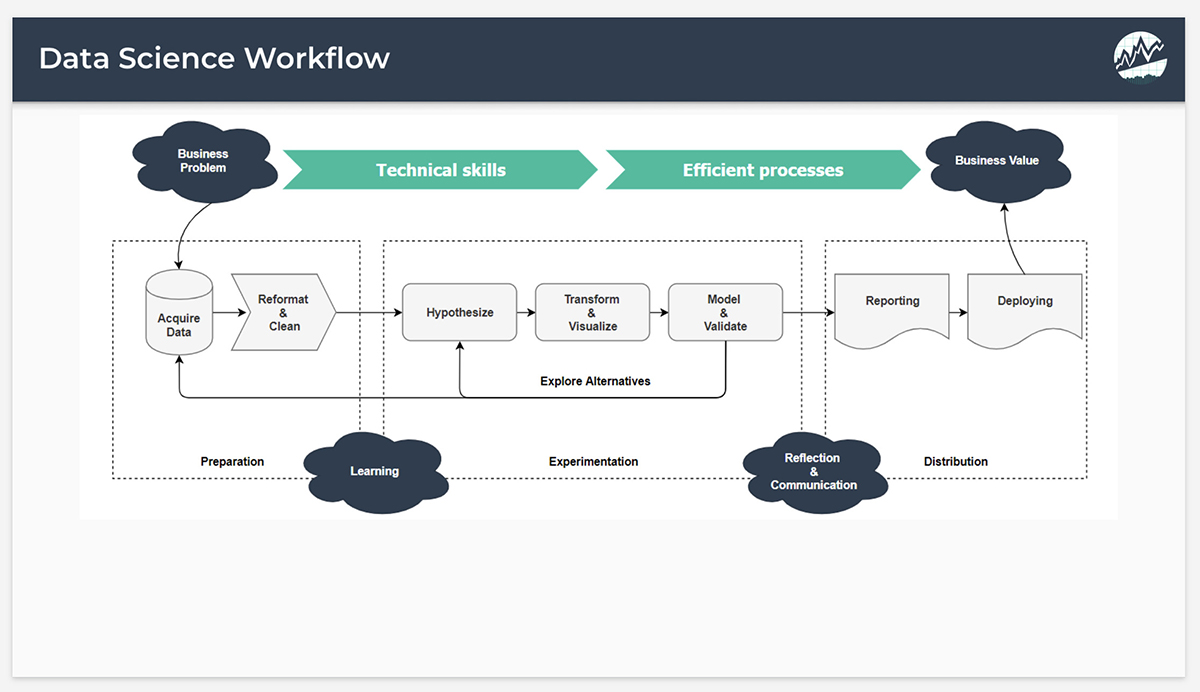 Data Science Workflow
Business
Problem
Technical skills
Efficient processes
Business Value
Acquire
Data
Reformat
&
Clean
Hypothesize
Transform
&
Visualize
Model
&
Validate
Reporting
Deploying
Explore Alternatives
Preparation
Learning
Experimentation
Reflection
&
Communication
Distribution